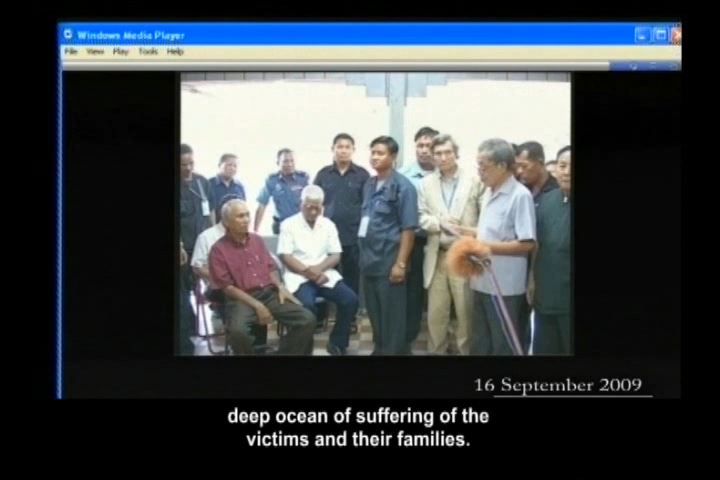 Windows Media Player
File View Play Tools Help
16 September 2009
deep ocean of suffering of the
victims and their families.